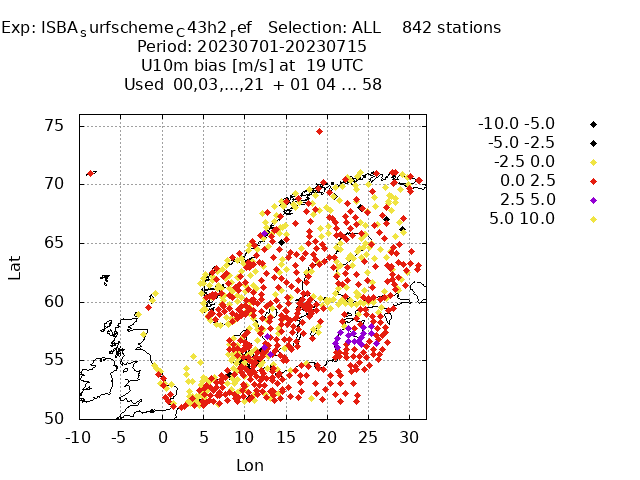 Exp: ISBAsurfschemeC43h2ref Selection: ALL 842 stations
Period: 20230701-20230715
U10m bias [m/s] at 19 UTC
Used 00,03,...,21 + 01 04 ... 58
75
70
65
60
55
50
-10 -5 0 5 10 15 20 25 30
Lat
Lon
-10.0 -5.0
-5.0 -2.5
-2.5 0.0
0.0 2.5
2.5 5.0
5.0 10.0